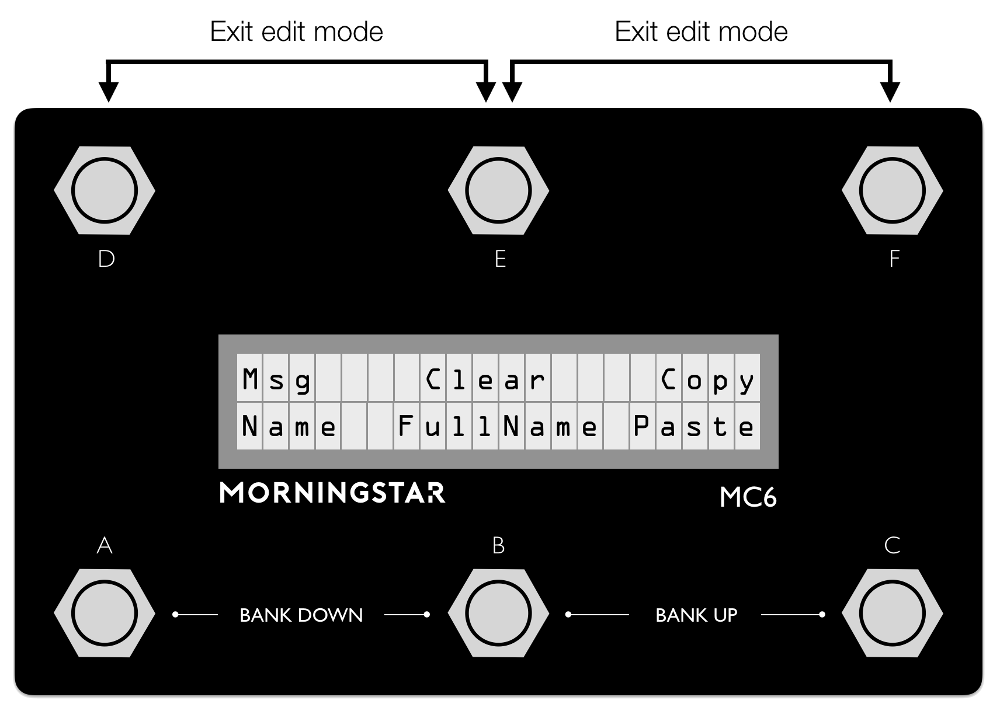 Exit edit mode Exit edit mode
D E F
Msg Clear Copy
Name FullName Paste
MORNINGSTAR MC6
A B C
BANK DOWN BANK UP